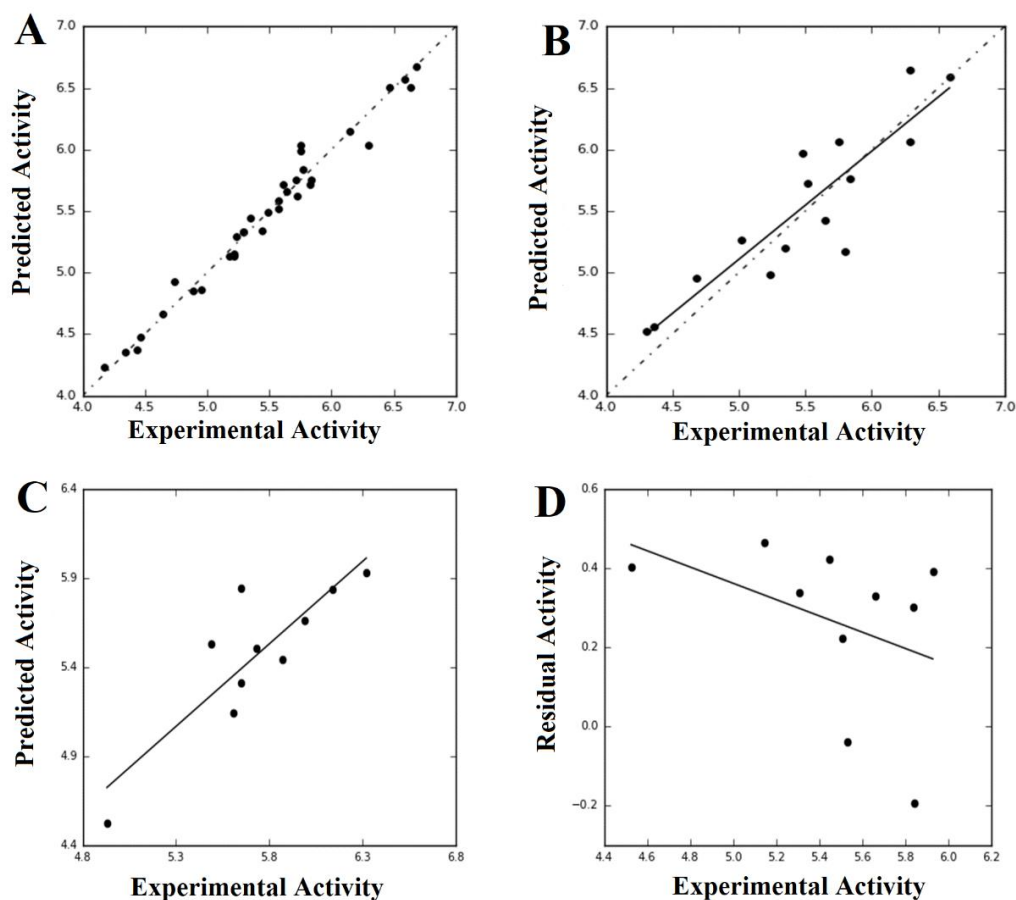 A
Predicted Activity
7.0
6.5
6.0
5.5
5.0
4.5
4.0
4.0 4.5 5.0 5.5 6.0 6.5 7.0
Experimental Activity
B
Predicted Activity
7.0
6.5
6.0
5.5
5.0
4.5
4.0
4.0 4.5 5.0 5.5 6.0 6.5 7.0
Experimental Activity
C
Predicted Activity
6.4
5.9
5.4
4.9
4.4
4.8 5.3 5.8 6.3 6.8
Experimental Activity
D
Residual Activity
0.6
0.4
0.2
0.0
−0.2
4.4 4.6 4.8 5.0 5.2 5.4 5.6 5.8 6.0 6.2
Experimental Activity